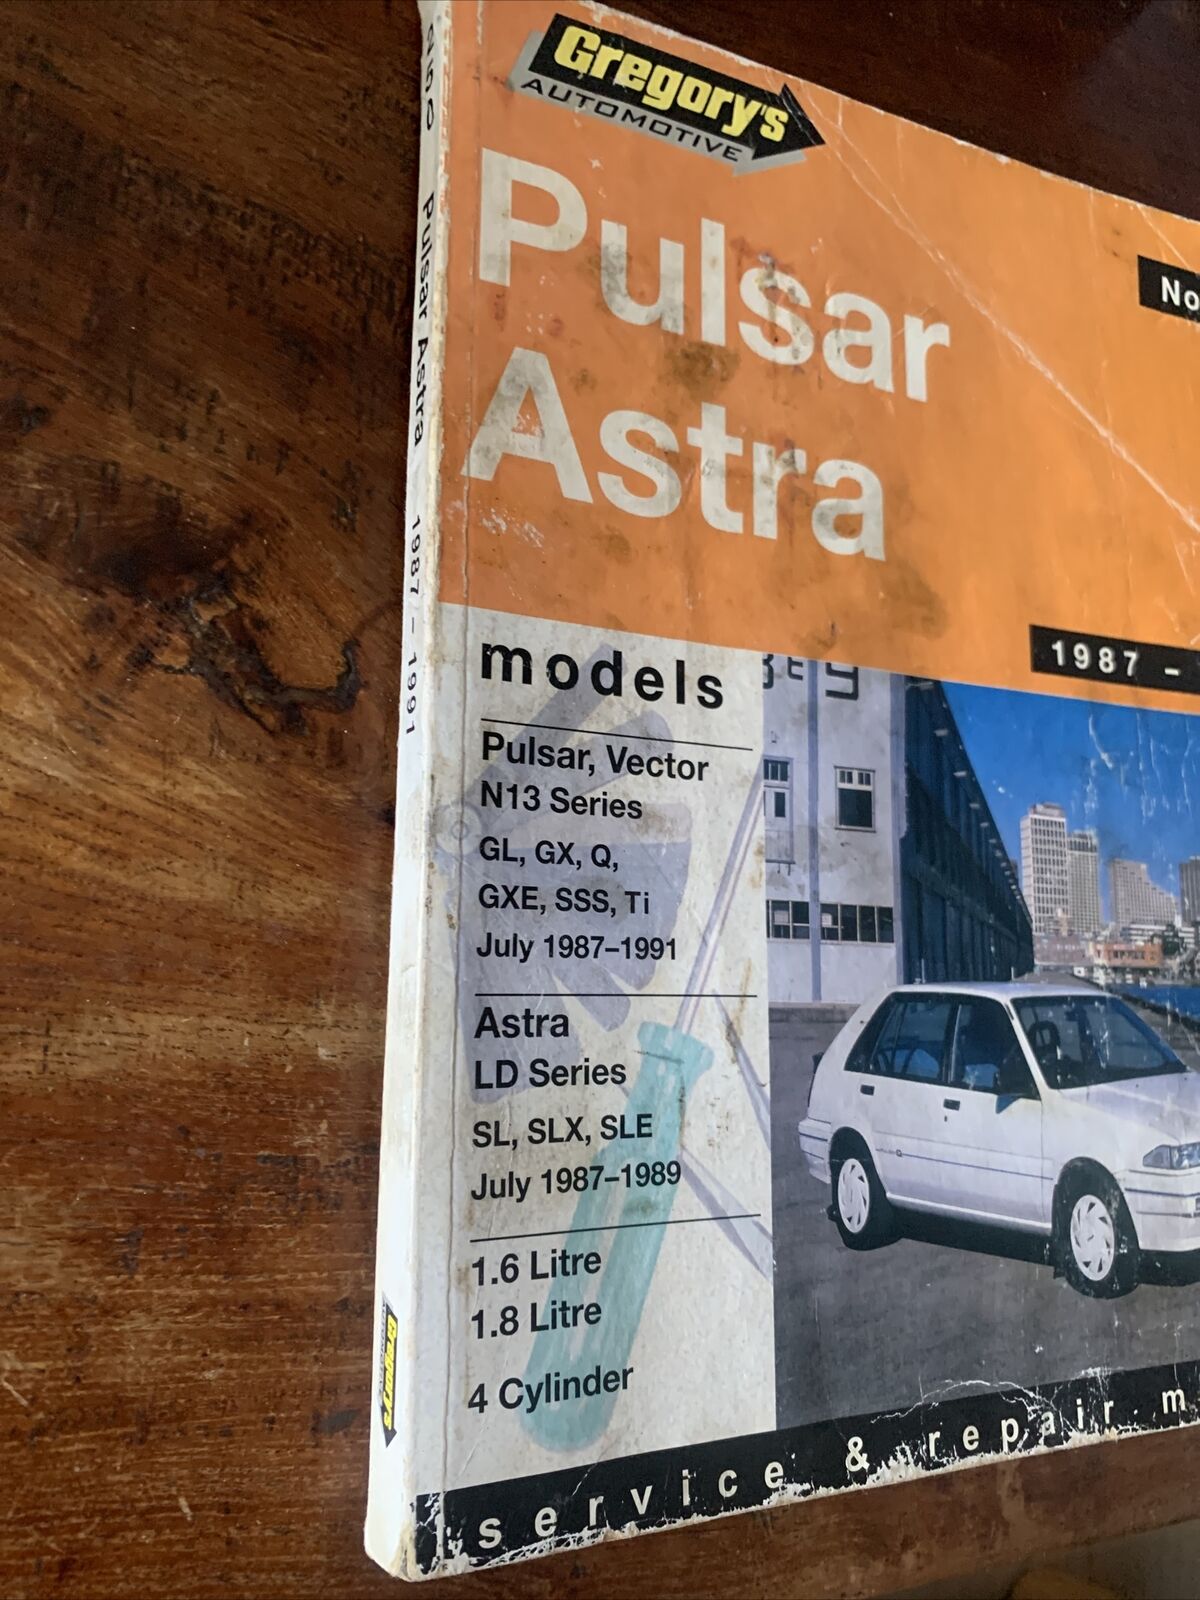 Gregory's
AUTOMOTIVE
Pulsar
Astra
No
1987 –
models
Pulsar, Vector
N13 Series
GL, GX, Q,
GXE, SSS, Ti
July 1987–1991
Astra
LD Series
SL, SLX, SLE
July 1987–1989
1.6 Litre
1.8 Litre
4 Cylinder
service & repair m
Pulsar Astra 1987 – 1991
Gregory's